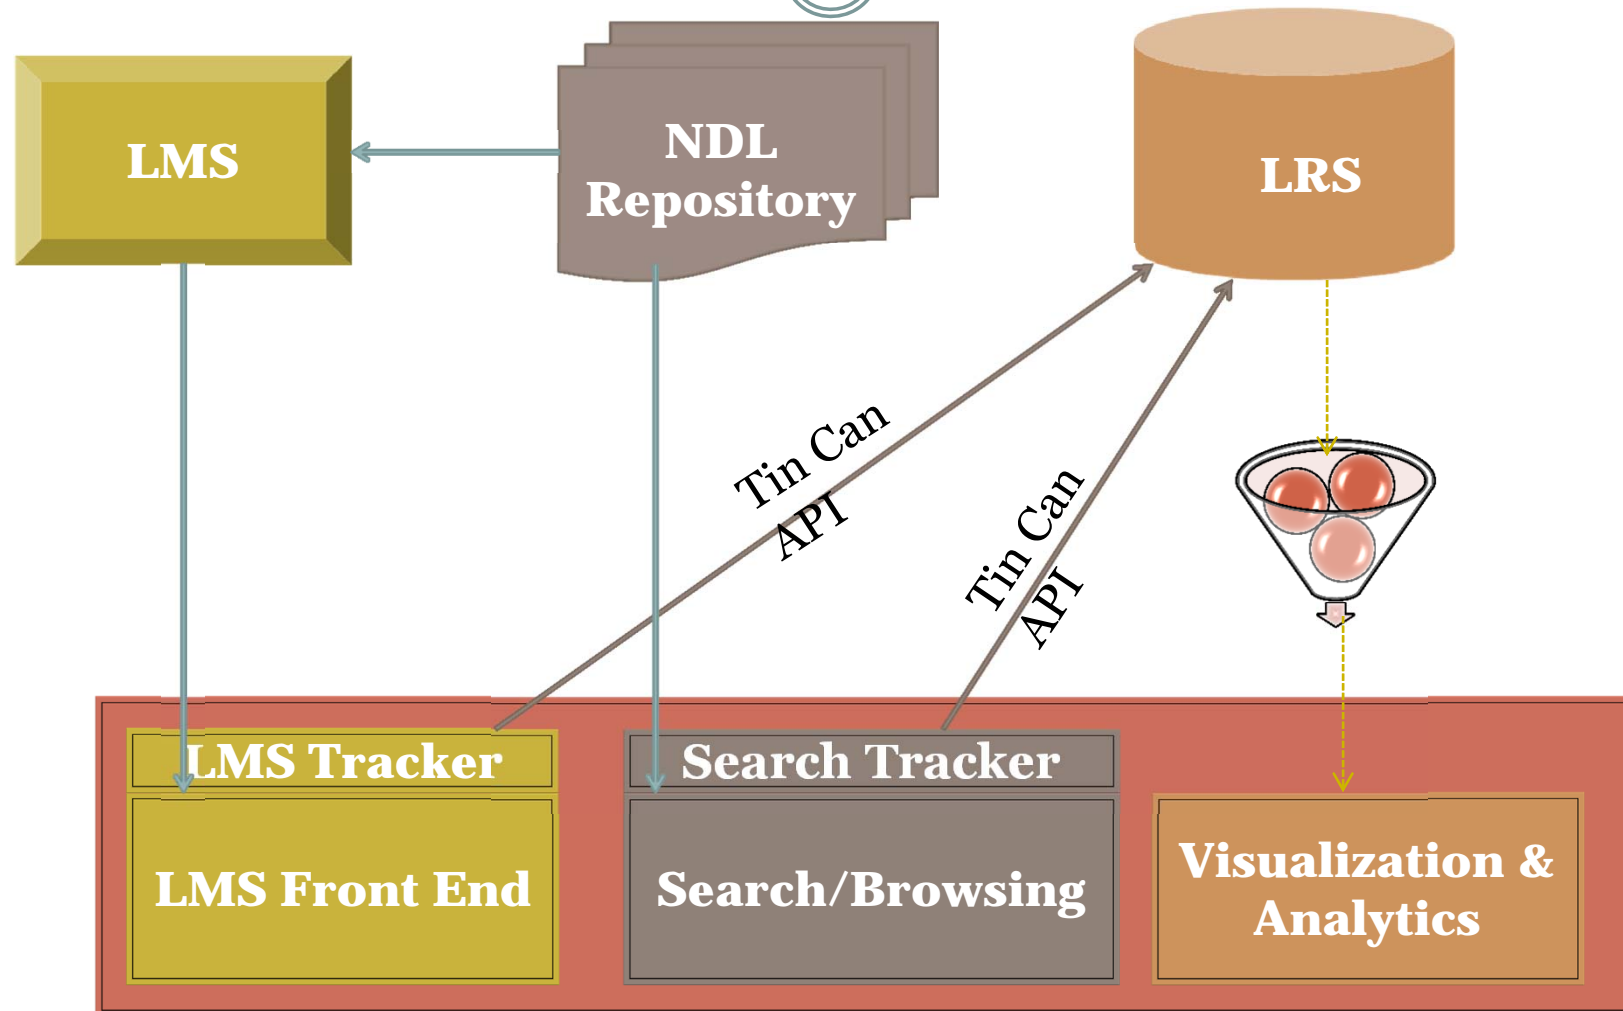 LMS
NDL
Repository
LRS
Tin Can
API
Tin Can
API
LMS Tracker
Search Tracker
LMS Front End
Search/Browsing
Visualization &
Analytics